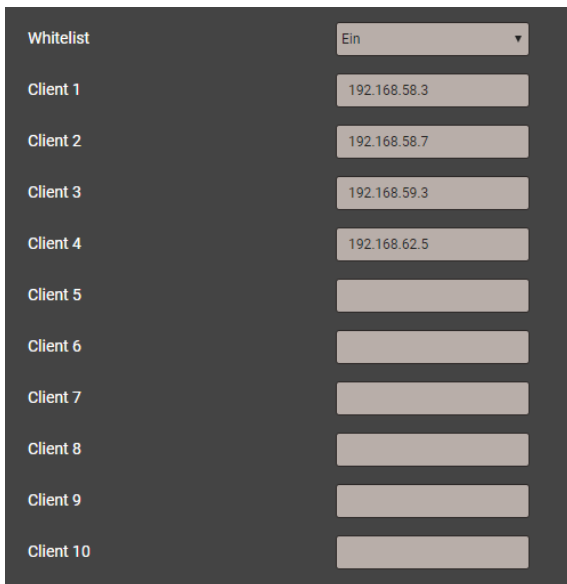 Whitelist Ein
Client 1 192.168.58.3
Client 2 192.168.58.7
Client 3 192.168.59.3
Client 4 192.168.62.5
Client 5
Client 6
Client 7
Client 8
Client 9
Client 10